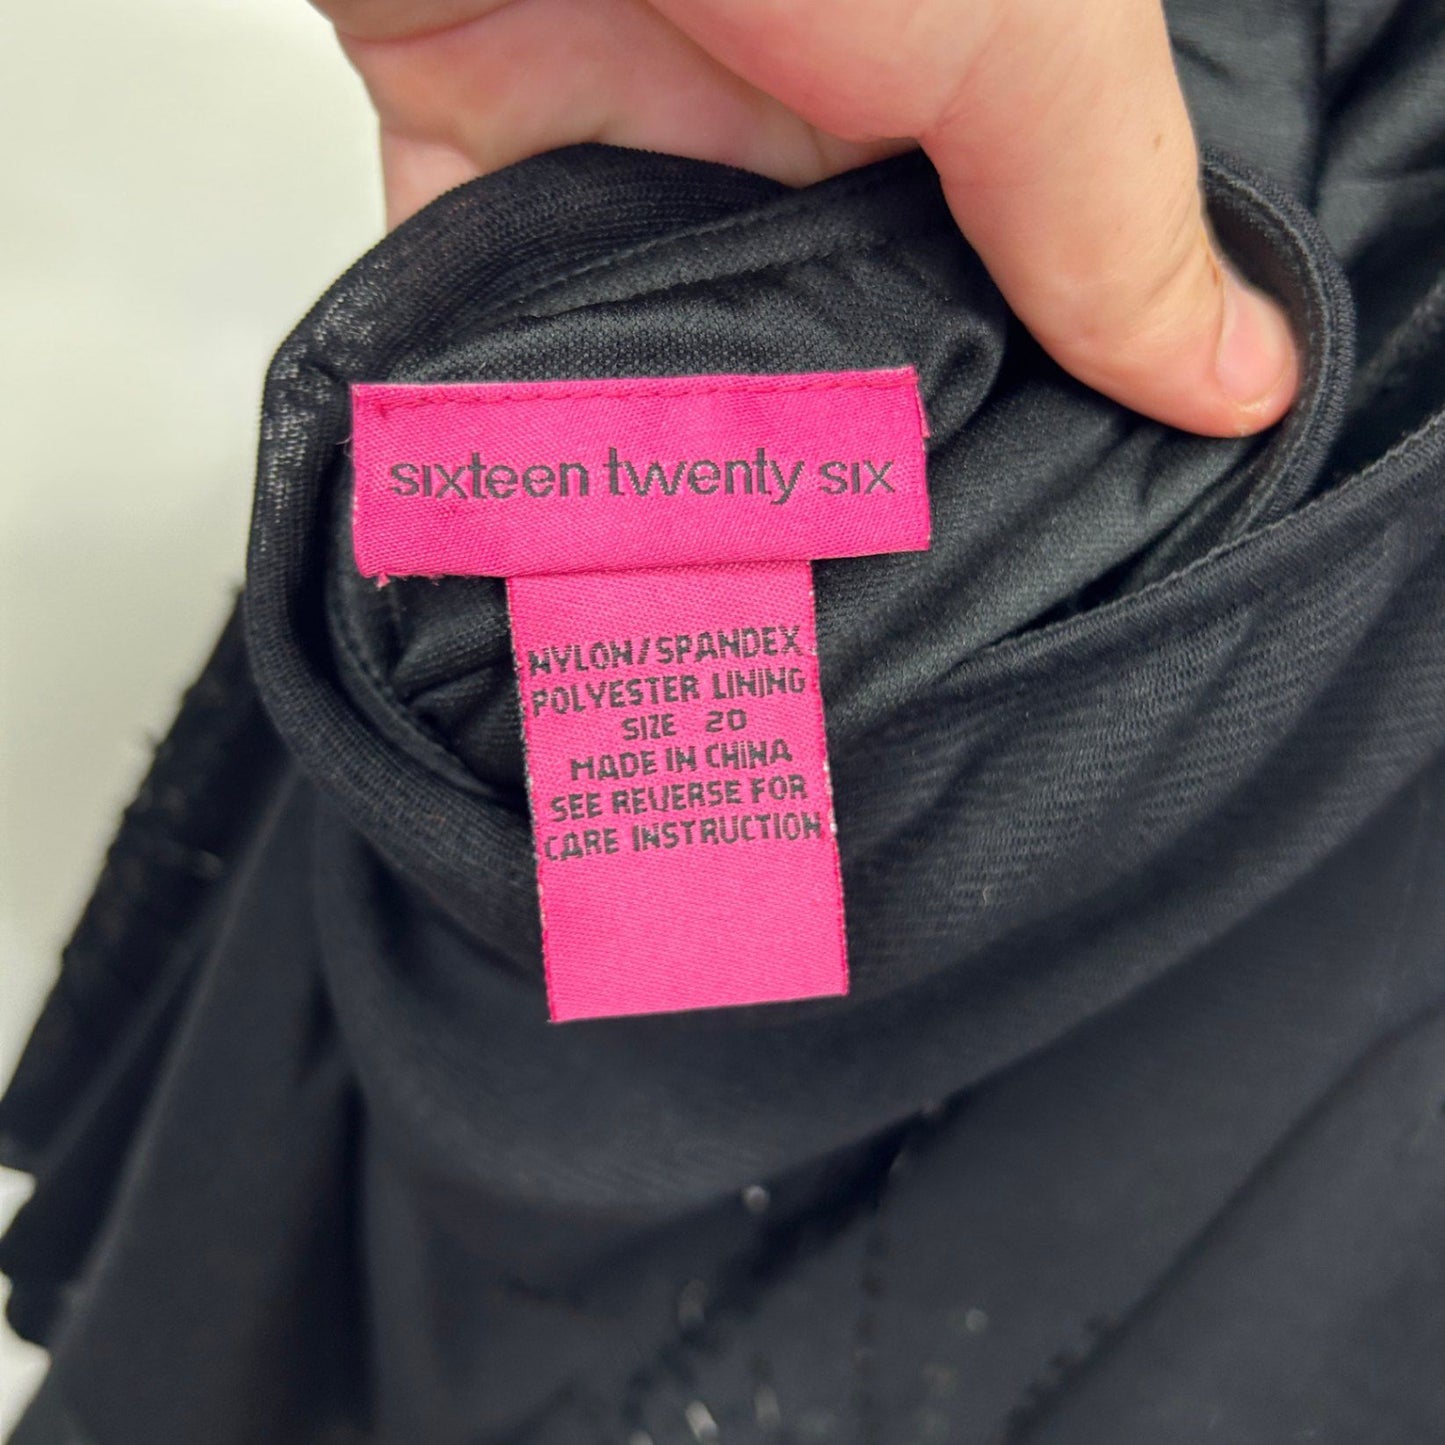 sixteen twenty six
NYLON/SPANDEX
POLYESTER LINING
SIZE 20
MADE IN CHINA
SEE REVERSE FOR
CARE INSTRUCTION